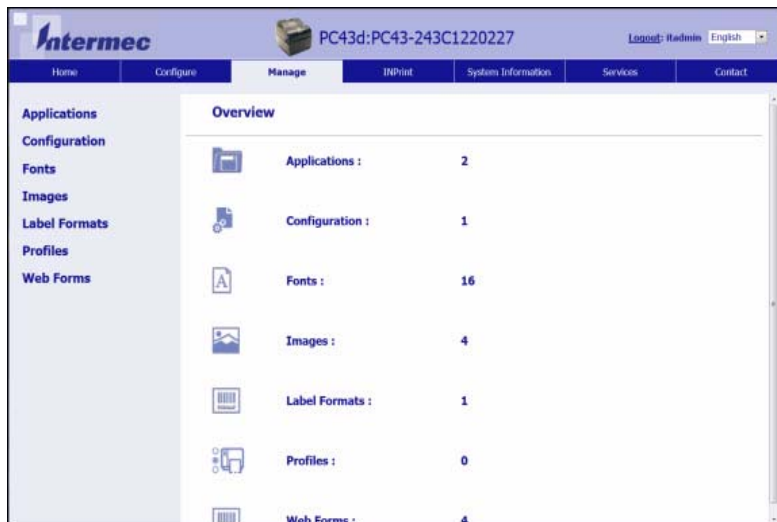 Intermec
PC43d:PC43-243C1220227
Logout: itadmin English
Home Configure Manage INPrint System Information Services Contact
Applications
Configuration
Fonts
Images
Label Formats
Profiles
Web Forms
Overview
Applications : 2
Configuration : 1
A
Fonts : 16
Images : 4
Label Formats : 1
Profiles : 0
Web Forms : 4